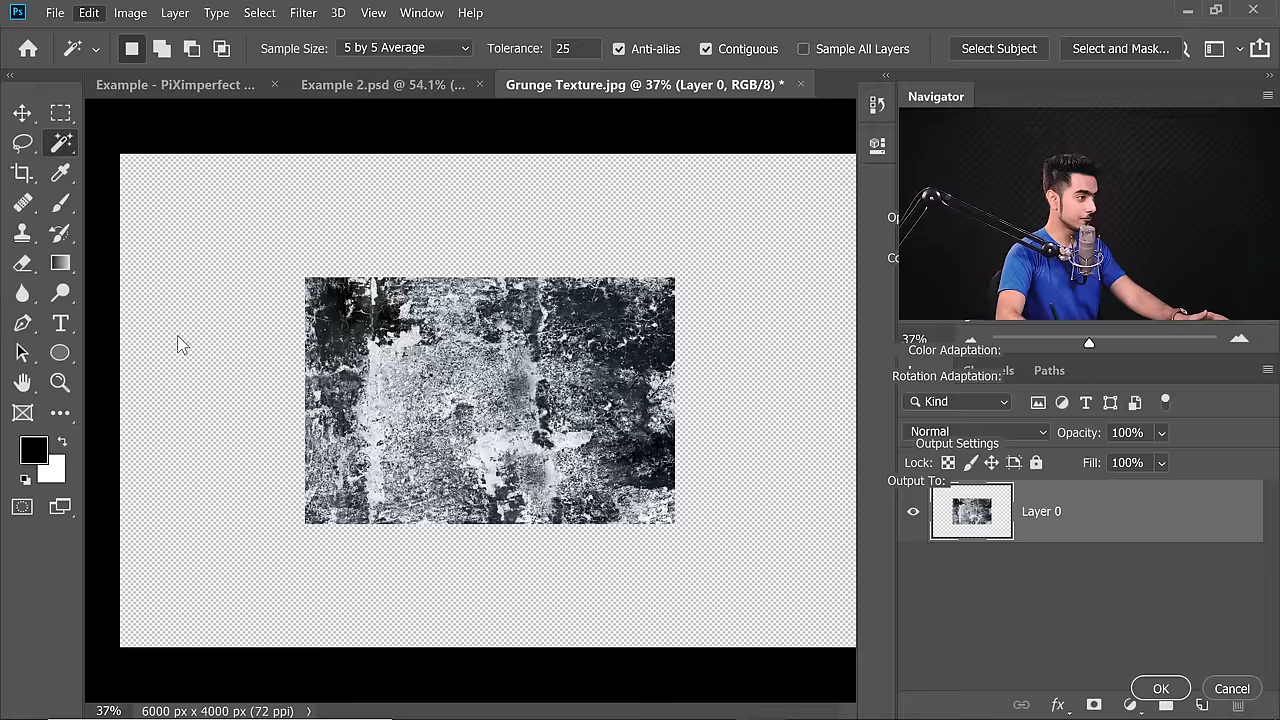 Ps File Edit Image Layer Type Select Filter 3D View Window Help
Sample Size: 5 by 5 Average Tolerance: 25 Anti-alias Contiguous Sample All Layers Select Subject Select and Mask...
Example - PiXimperfect ... × Example 2.psd @ 54.1% (... × Grunge Texture.jpg @ 37% (Layer 0, RGB/8) * ×
Navigator
37%
Color Adaptation:
Paths
Rotation Adaptation:
Kind
Normal Opacity: 100%
Output Settings
Lock: Fill: 100%
Output To:
Layer 0
OK Cancel
fx
37% 6000 px x 4000 px (72 ppi)